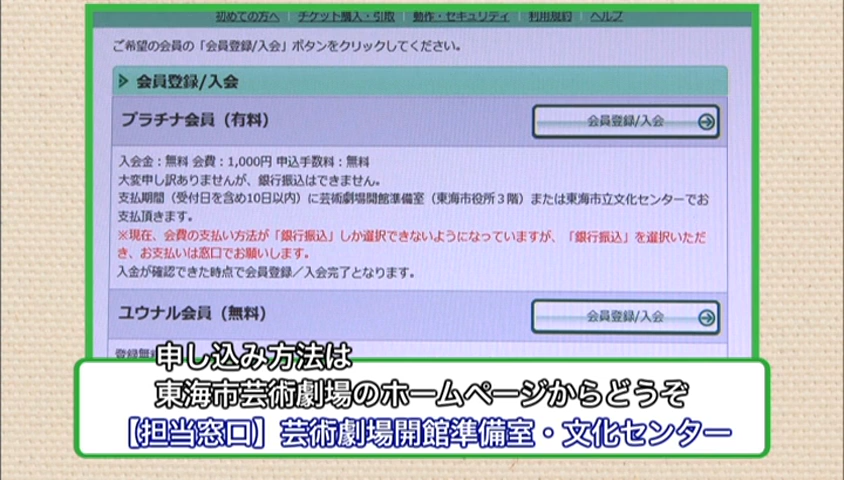 初めての方へ | チケット購入・引取 | 動作・セキュリティ | 利用規約 | ヘルプ
ご希望の会員の「会員登録/入会」ボタンをクリックしてください。
会員登録/入会
プラチナ会員（有料）
会員登録/入会
入会金：無料 会費：1,000円 申込手数料：無料
大変申し訳ありませんが、銀行振込はできません。
支払期間（受付日を含め10日以内）に芸術劇場開館準備室（東海市役所３階）または東海市立文化センターでお
支払頂きます。
※現在、会費の支払い方法が「銀行振込」しか選択できないようになっていますが、「銀行振込」を選択いただ
き、お支払いは窓口でお願いします。
入金が確認できた時点で会員登録／入会完了となります。
ユウナル会員（無料）
会員登録/入会
申し込み方法は
東海市芸術劇場のホームページからどうぞ
【担当窓口】芸術劇場開館準備室・文化センター